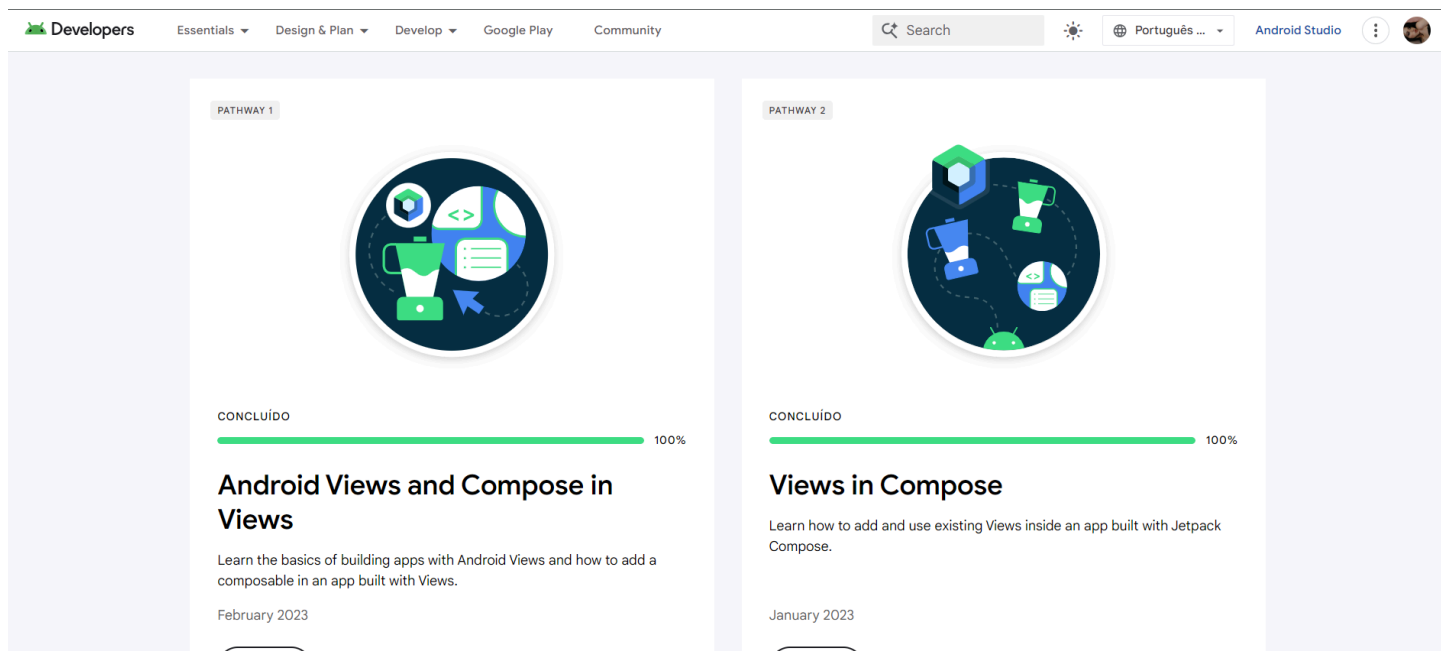 Developers Essentials Design & Plan Develop Google Play Community Search Português ... Android Studio
PATHWAY 1
<>
CONCLUÍDO
100%
Android Views and Compose in
Views
Learn the basics of building apps with Android Views and how to add a
composable in an app built with Views.
February 2023
PATHWAY 2
<>
CONCLUÍDO
100%
Views in Compose
Learn how to add and use existing Views inside an app built with Jetpack
Compose.
January 2023